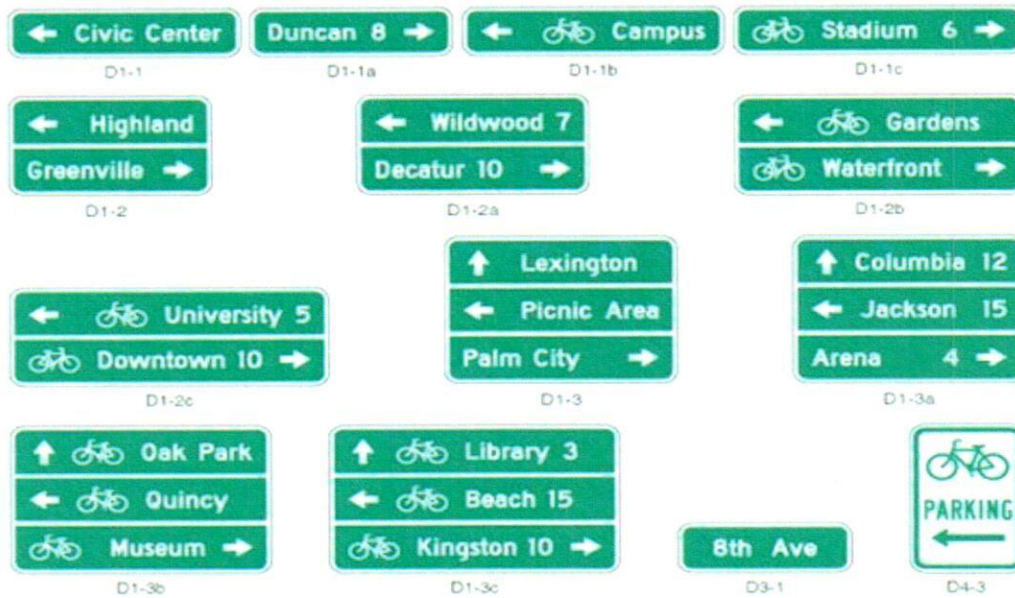 Civic Center
D1-1
Duncan 8
D1-1a
Campus
D1-1b
Stadium 6
D1-1c
Highland
Greenville
D1-2
Wildwood 7
Decatur 10
D1-2a
Gardens
Waterfront
D1-2b
University 5
Downtown 10
D1-2c
Lexington
Picnic Area
Palm City
D1-3
Columbia 12
Jackson 15
Arena 4
D1-3a
Oak Park
Quincy
Museum
D1-3b
Library 3
Beach 15
Kingston 10
D1-3c
8th Ave
D3-1
PARKING
D4-3